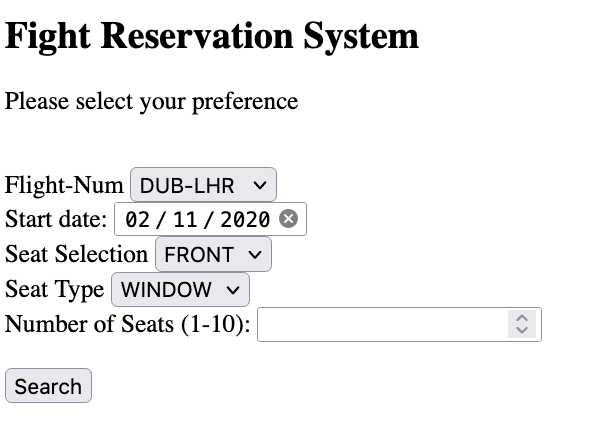 Fight Reservation System
Please select your preference
Flight-Num DUB-LHR
Start date: 02/11/2020
Seat Selection FRONT
Seat Type WINDOW
Number of Seats (1-10):
Search